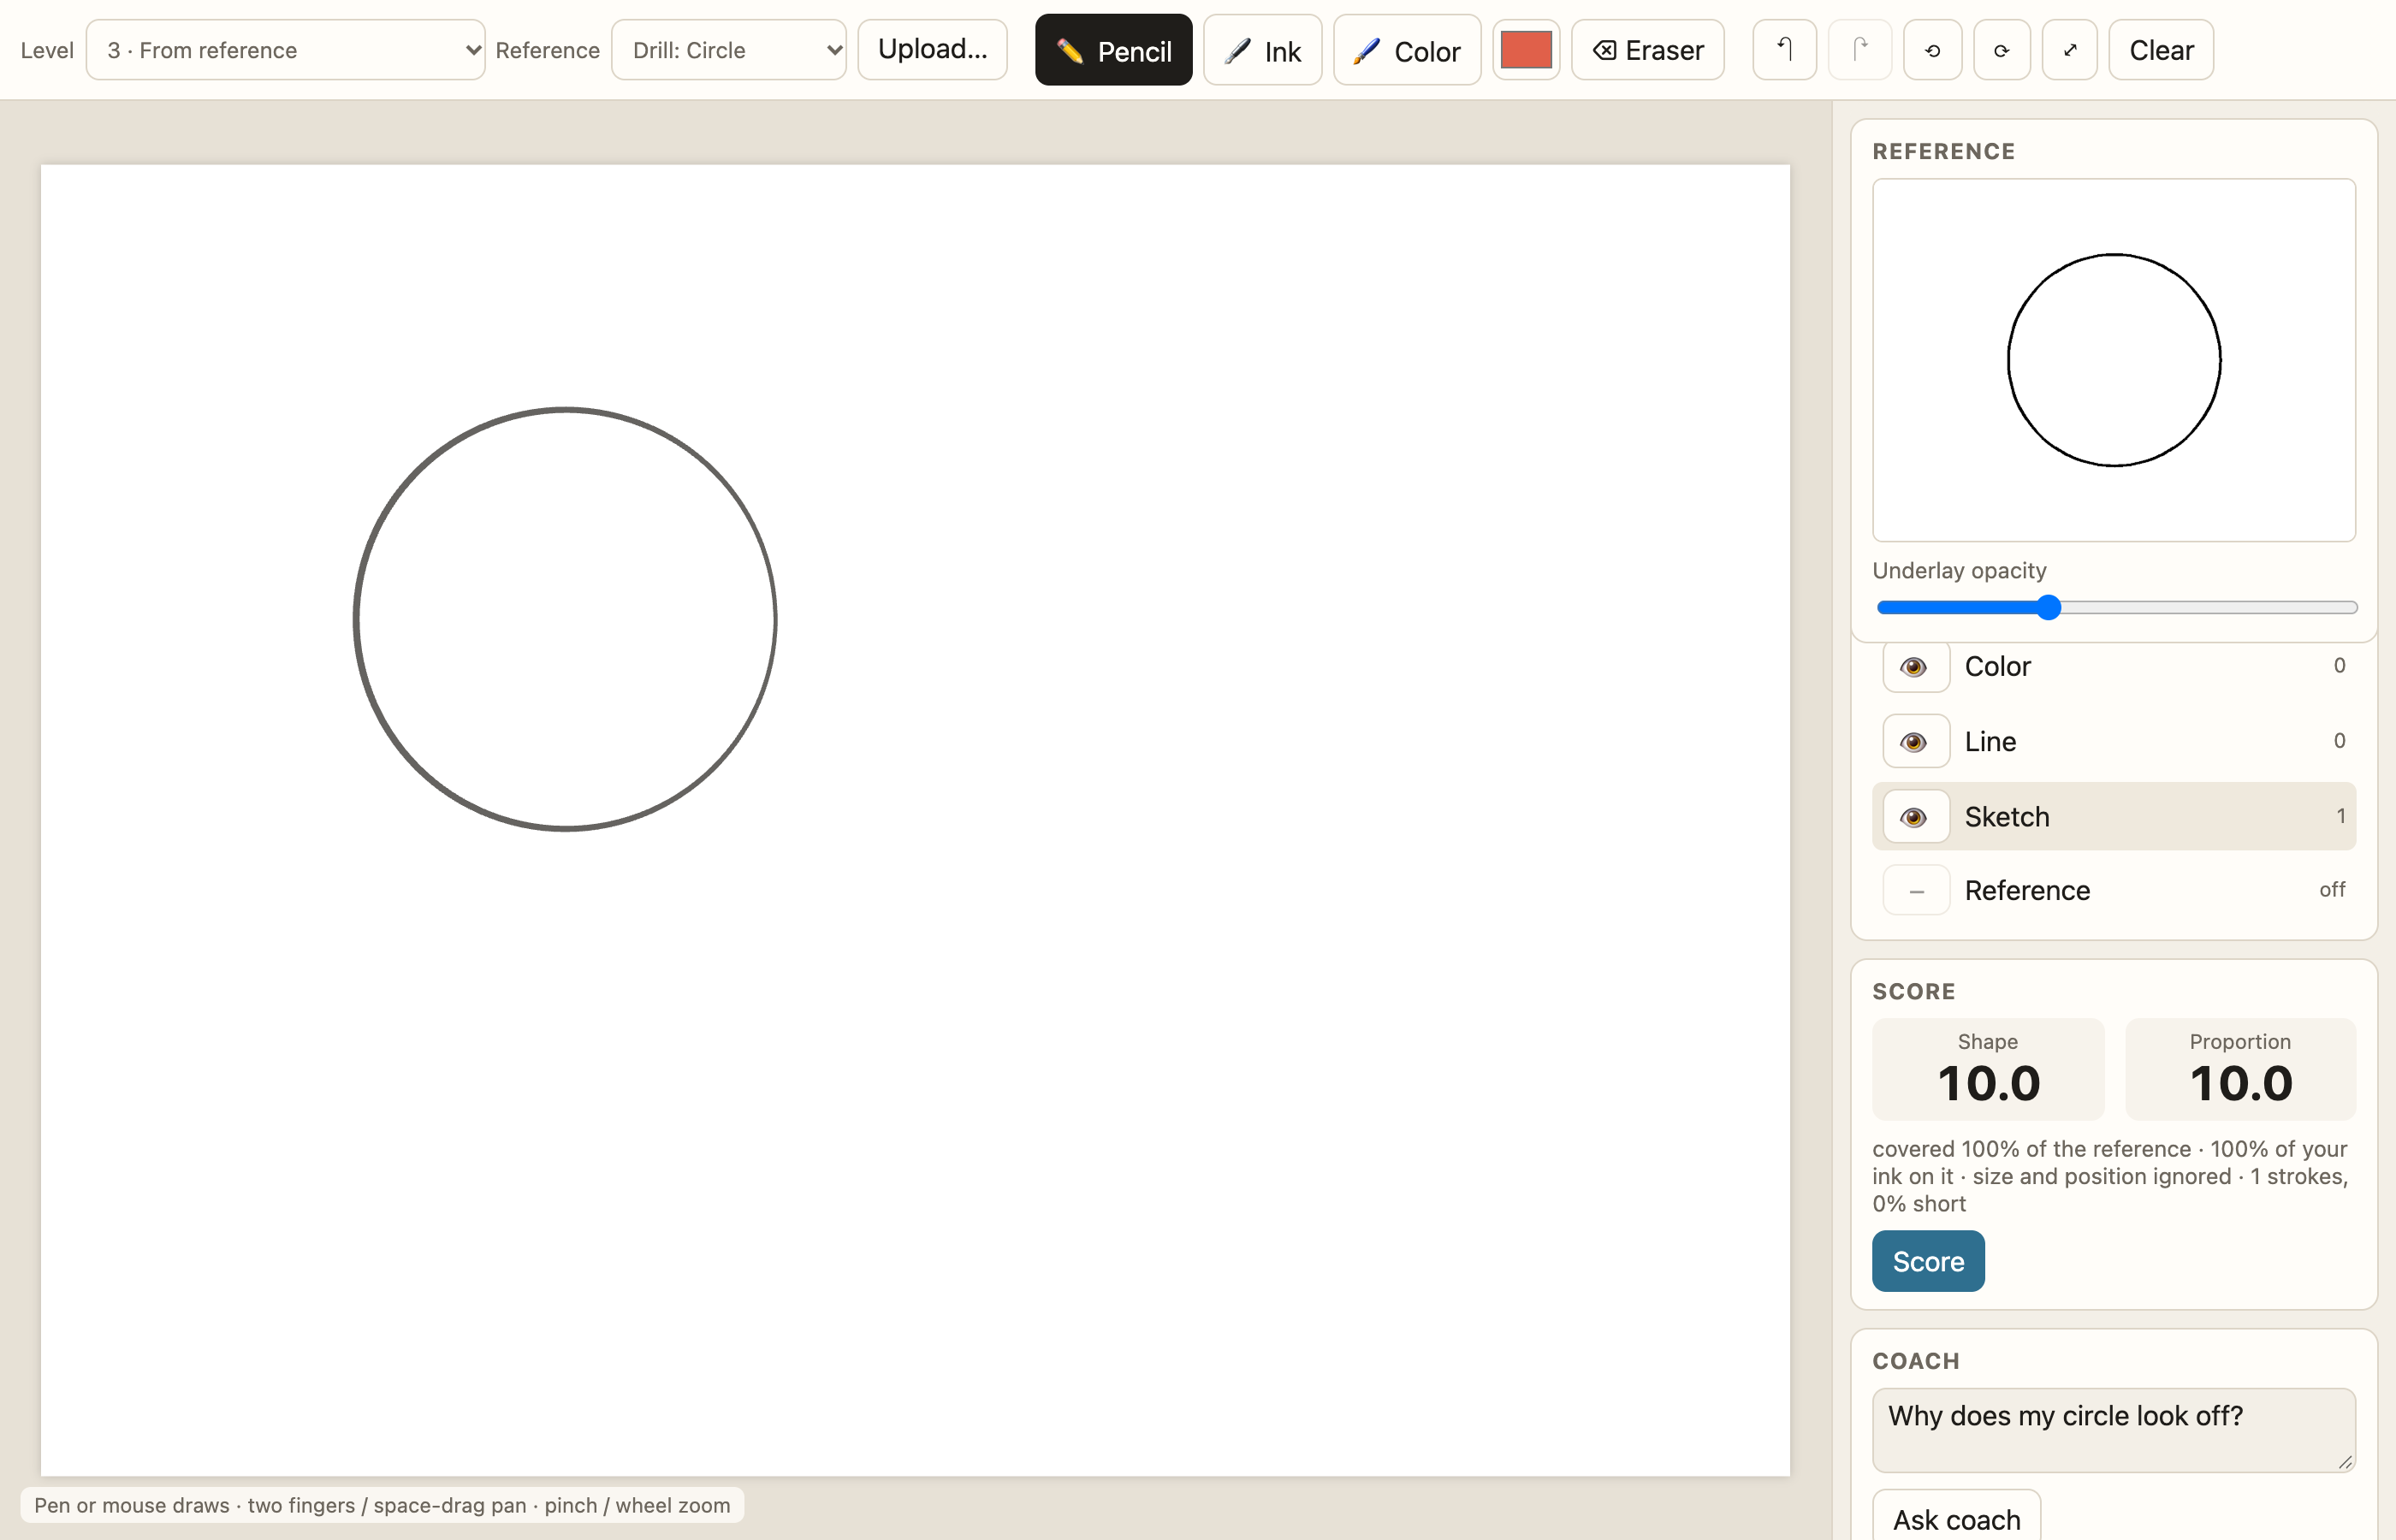 Level 3 · From reference Reference Drill: Circle Upload... Pencil Ink Color Eraser Clear
REFERENCE
Underlay opacity
Color 0
Line 0
Sketch 1
– Reference off
SCORE
Shape Proportion
10.0 10.0
covered 100% of the reference · 100% of your
ink on it · size and position ignored · 1 strokes,
0% short
Score
COACH
Why does my circle look off?
Ask coach
Pen or mouse draws · two fingers / space-drag pan · pinch / wheel zoom